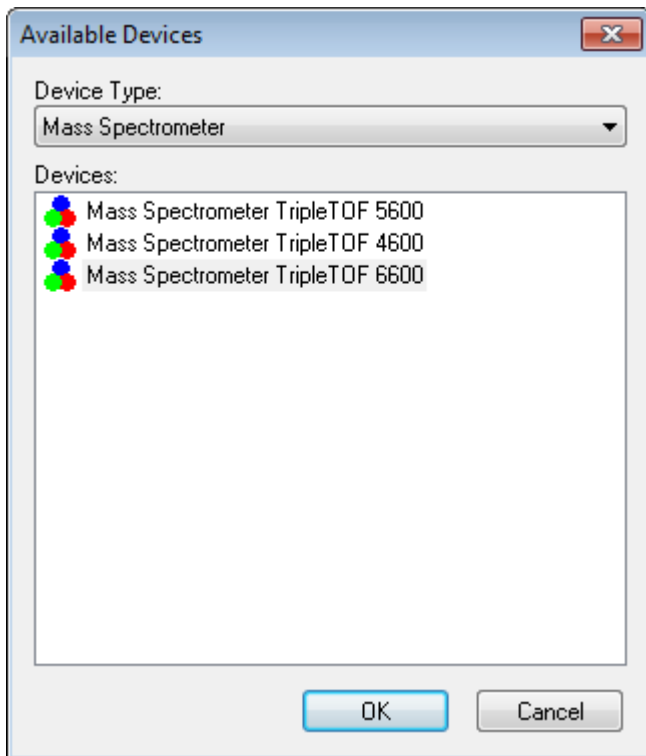 Available Devices
Device Type:
Mass Spectrometer
Devices:
Mass Spectrometer TripleTOF 5600
Mass Spectrometer TripleTOF 4600
Mass Spectrometer TripleTOF 6600
OK
Cancel